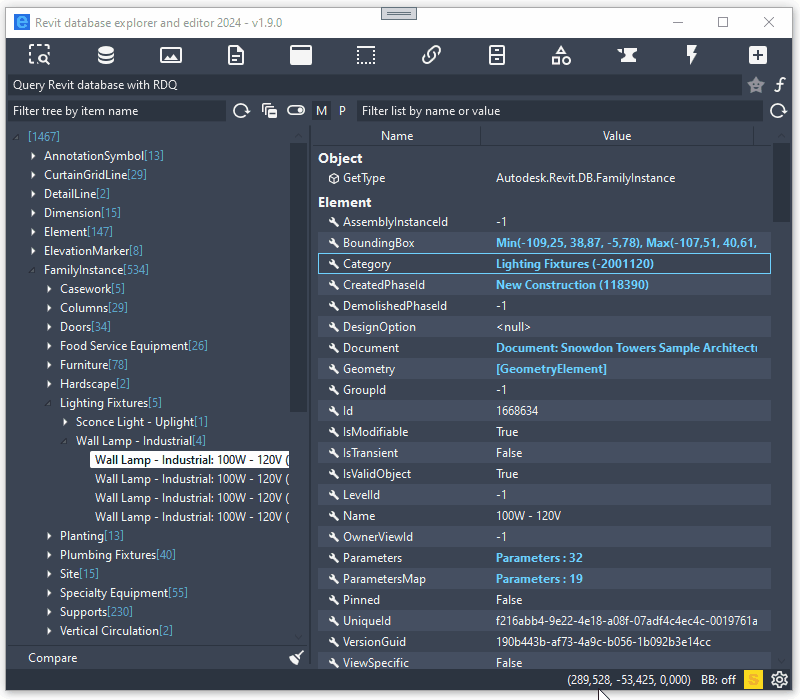 Revit database explorer and editor 2024 - v1.9.0
Query Revit database with RDQ
Filter tree by item name
M P
Filter list by name or value
[1467]
AnnotationSymbol[13]
CurtainGridLine[29]
DetailLine[2]
Dimension[15]
Element[147]
ElevationMarker[8]
FamilyInstance[534]
Casework[5]
Columns[29]
Doors[34]
Food Service Equipment[26]
Furniture[78]
Hardscape[2]
Lighting Fixtures[5]
Sconce Light - Uplight[1]
Wall Lamp - Industrial[4]
Wall Lamp - Industrial: 100W - 120V (
Wall Lamp - Industrial: 100W - 120V (
Wall Lamp - Industrial: 100W - 120V (
Wall Lamp - Industrial: 100W - 120V (
Planting[13]
Plumbing Fixtures[40]
Site[15]
Specialty Equipment[55]
Supports[230]
Vertical Circulation[2]
Compare
Name Value
Object
GetType Autodesk.Revit.DB.FamilyInstance
Element
AssemblyInstanceId -1
BoundingBox Min(-109,25, 38,87, -5,78), Max(-107,51, 40,61,
Category Lighting Fixtures (-2001120)
CreatedPhaseId New Construction (118390)
DemolishedPhaseId -1
DesignOption <null>
Document Document: Snowdon Towers Sample Architectu
Geometry [GeometryElement]
GroupId -1
Id 1668634
IsModifiable True
IsTransient False
IsValidObject True
LevelId -1
Name 100W - 120V
OwnerViewId -1
Parameters Parameters : 32
ParametersMap Parameters : 19
Pinned False
UniqueId f216abb4-9e22-4e18-a08f-07adf4c4ec4c-0019761a
VersionGuid 190b443b-af73-4a9c-b056-1b092b3e14cc
ViewSpecific False
(289,528, -53,425, 0,000) BB: off S